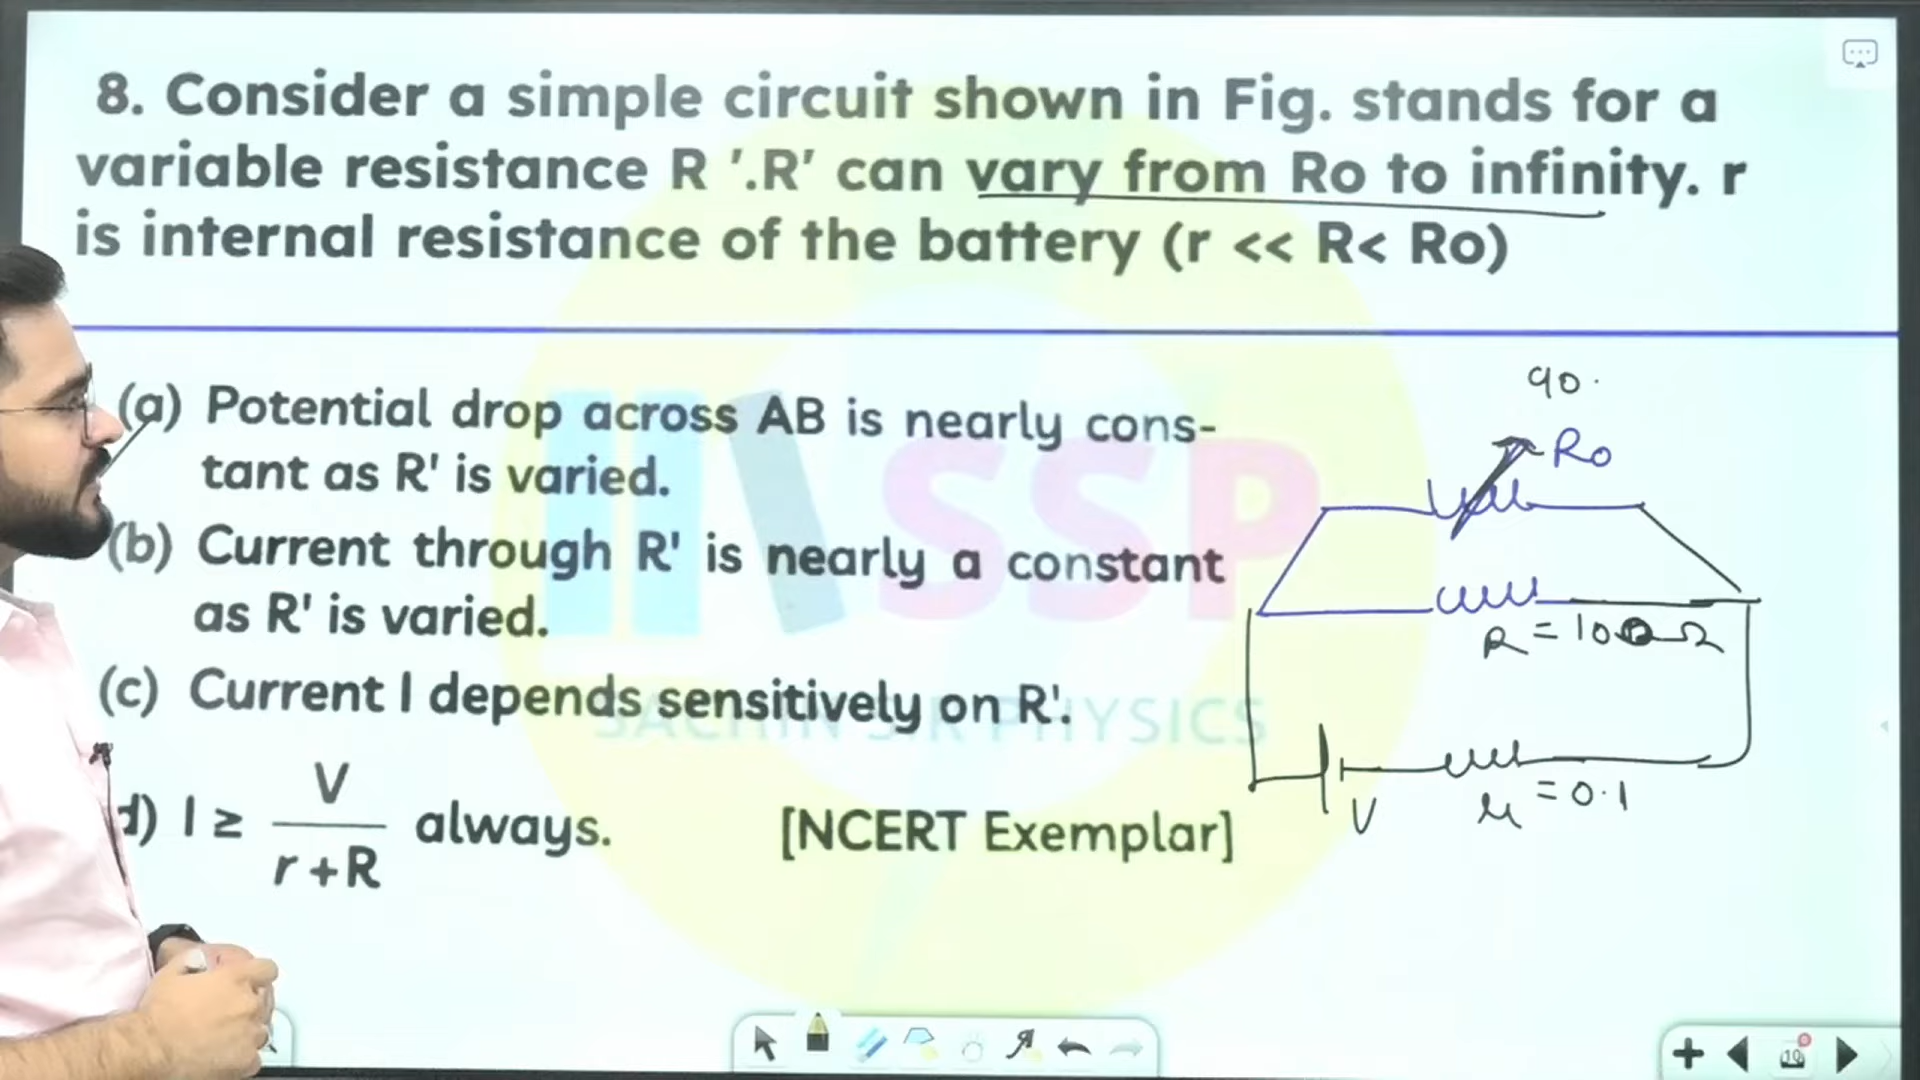 8. Consider a simple circuit shown in Fig. stands for a
variable resistance R '.R' can vary from Ro to infinity. r
is internal resistance of the battery (r << R< Ro)
(a) Potential drop across AB is nearly cons-
tant as R' is varied.
(b) Current through R' is nearly a constant
as R' is varied.
(c) Current I depends sensitively on R'.
d) I ≥ V
r + R
always.
[NCERT Exemplar]
90.
Ro
R = 10 Ω
V
r = 0.1
SSP
SACHIN SIR PHYSICS
10